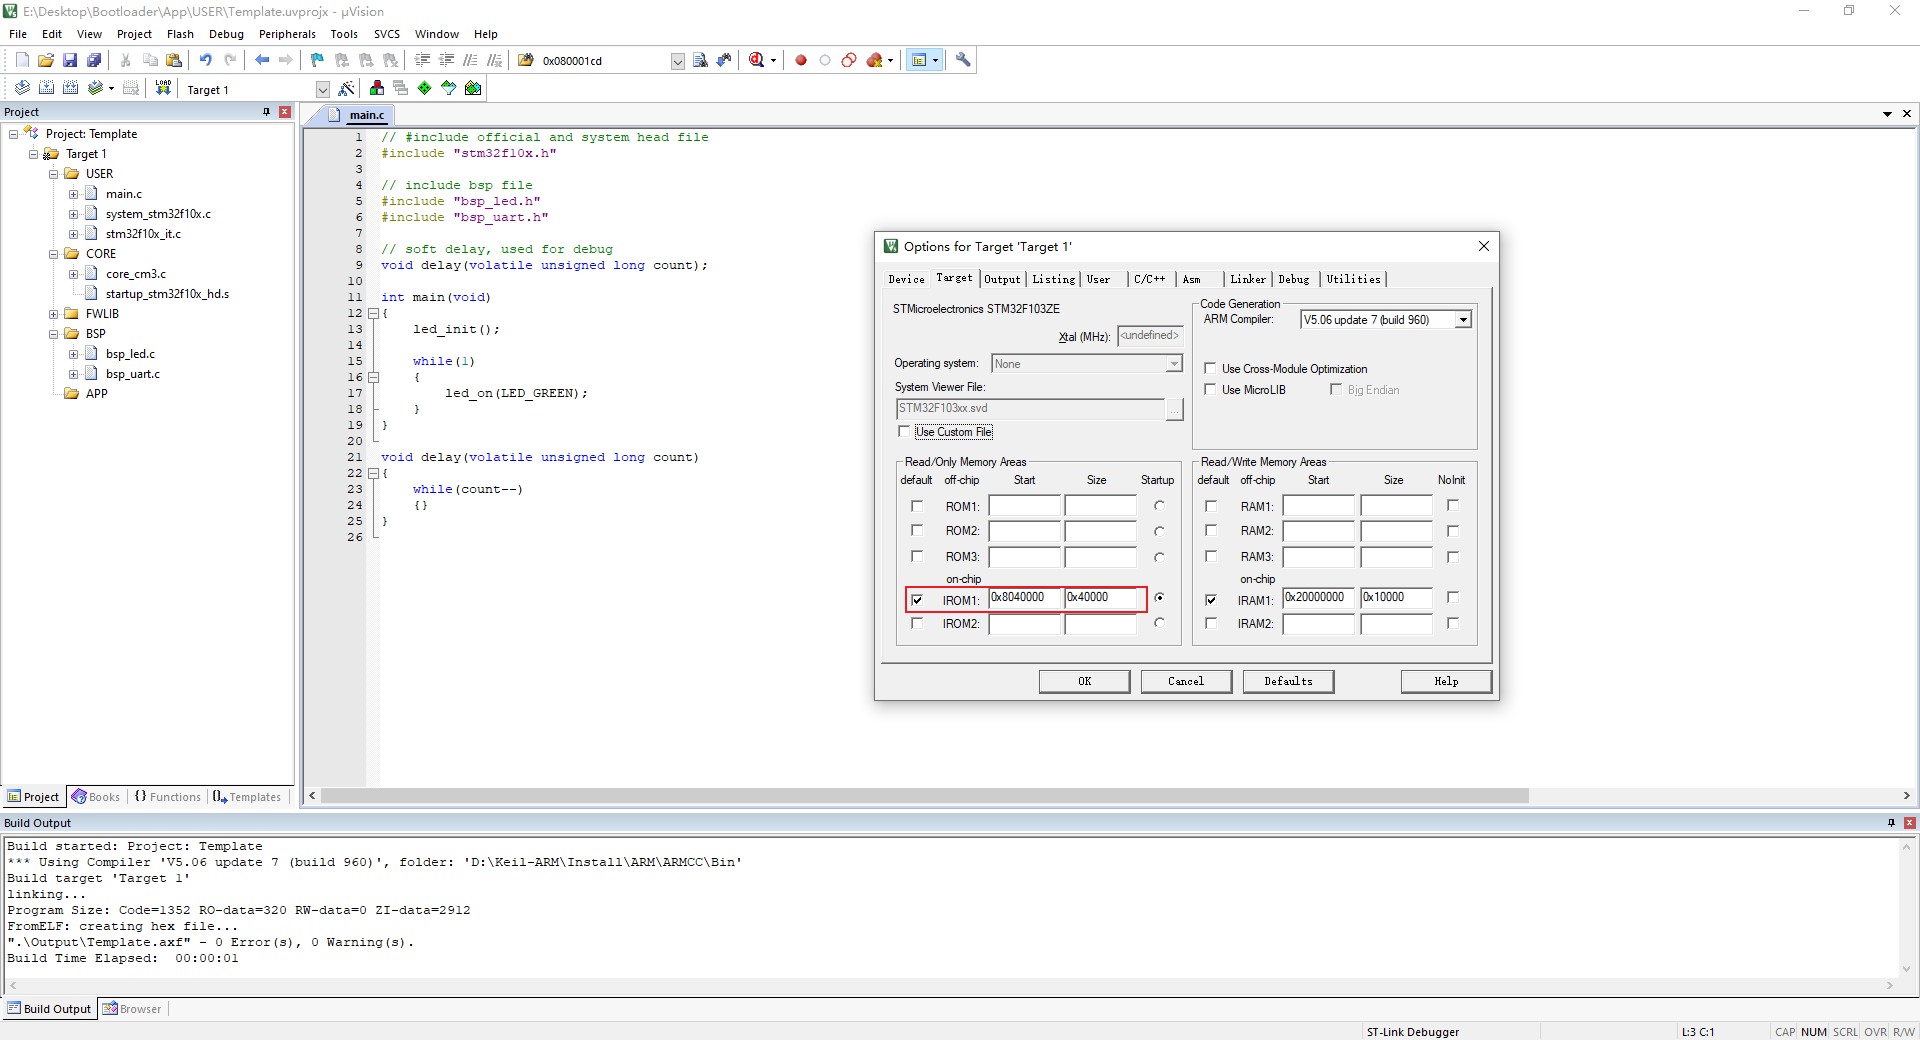 E:\Desktop\Bootloader\App\USER\Template.uvprojx - µVision
File Edit View Project Flash Debug Peripherals Tools SVCS Window Help
0x080001cd
LOAD Target 1
Project
Project: Template
Target 1
USER
main.c
system_stm32f10x.c
stm32f10x_it.c
CORE
core_cm3.c
startup_stm32f10x_hd.s
FWLIB
BSP
bsp_led.c
bsp_uart.c
APP
Project Books {} Functions Templates
main.c
1 // #include official and system head file
2 #include "stm32f10x.h"
3
4 // include bsp file
5 #include "bsp_led.h"
6 #include "bsp_uart.h"
7
8 // soft delay, used for debug
9 void delay(volatile unsigned long count);
10
11 int main(void)
12 {
13 led_init();
14
15 while(1)
16 {
17 led_on(LED_GREEN);
18 }
19 }
20
21 void delay(volatile unsigned long count)
22 {
23 while(count--)
24 {}
25 }
26
Options for Target 'Target 1'
Device Target Output Listing User C/C++ Asm Linker Debug Utilities
STMicroelectronics STM32F103ZE
Xtal (MHz): <undefined>
Operating system: None
System Viewer File:
STM32F103xx.svd ...
Use Custom File
Code Generation
ARM Compiler: V5.06 update 7 (build 960)
Use Cross-Module Optimization
Use MicroLIB Big Endian
Read/Only Memory Areas
default off-chip Start Size Startup
ROM1:
ROM2:
ROM3:
on-chip
IROM1: 0x8040000 0x40000
IROM2:
Read/Write Memory Areas
default off-chip Start Size NoInit
RAM1:
RAM2:
RAM3:
on-chip
IRAM1: 0x20000000 0x10000
IRAM2:
OK Cancel Defaults Help
Build Output
Build started: Project: Template
*** Using Compiler 'V5.06 update 7 (build 960)', folder: 'D:\Keil-ARM\Install\ARM\ARMCC\Bin'
Build target 'Target 1'
linking...
Program Size: Code=1352 RO-data=320 RW-data=0 ZI-data=2912
FromELF: creating hex file...
".\Output\Template.axf" - 0 Error(s), 0 Warning(s).
Build Time Elapsed:  00:00:01
Build Output Browser
ST-Link Debugger L:3 C:1 CAP NUM SCRL OVR R/W